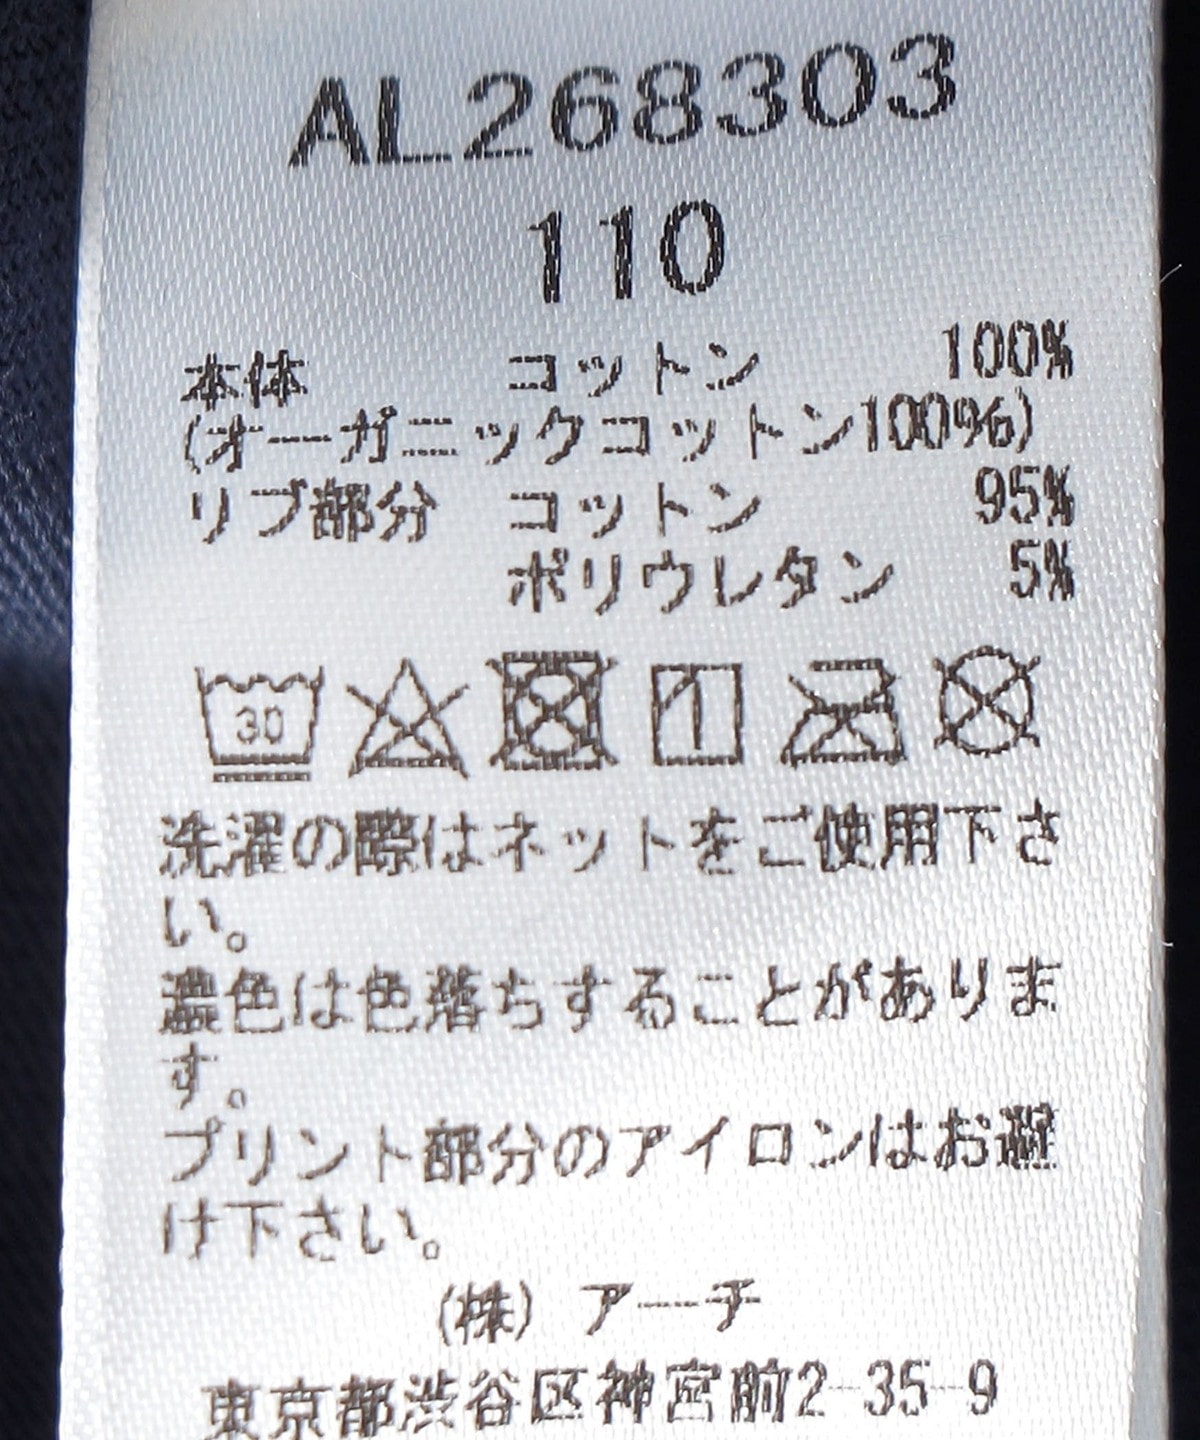 AL268303
110
本体 コットン 100%
(オーガニックコットン100%)
リブ部分 コットン 95%
ポリウレタン 5%
30
洗濯の際はネットをご使用下さ
い。
濃色は色落ちすることがありま
す。
プリント部分のアイロンはお避
け下さい。
(株) アーチ
東京都渋谷区神宮前2-35-9